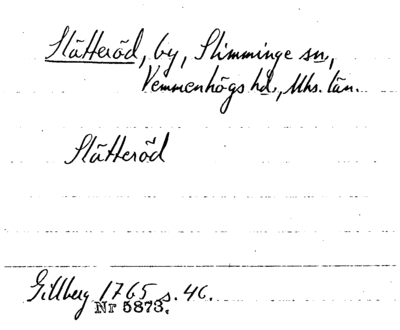 Slätteröd, by, Slimminge sn,
Vemmenhögs hd., Mhs. län.
Slätteröd
Gillberg 1765 s. 46.
Nr 5873.